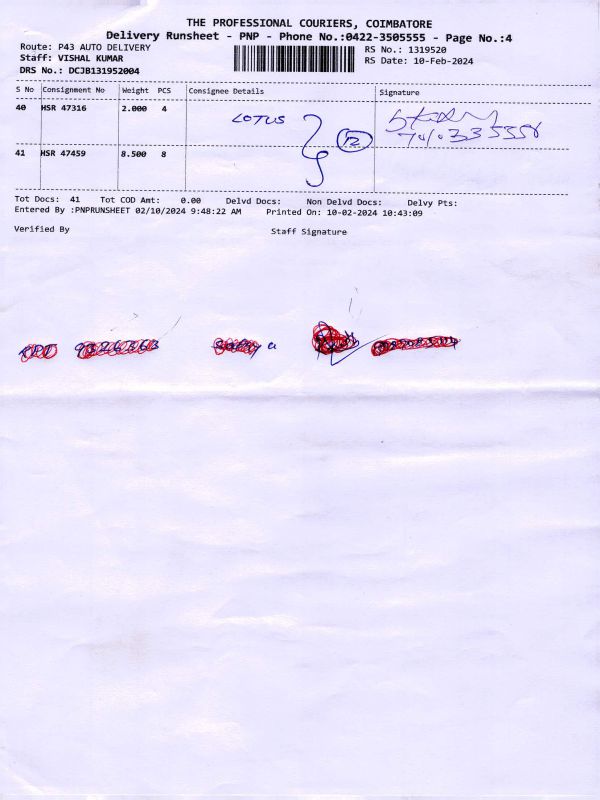 THE PROFESSIONAL COURIERS, COIMBATORE
Delivery Runsheet - PNP - Phone No.:0422-3505555 - Page No.:4
Route: P43 AUTO DELIVERY
Staff: VISHAL KUMAR
DRS No.: DCJB131952004
RS No.: 1319520
RS Date: 10-Feb-2024
S No Consignment No Weight PCS Consignee Details Signature
40 HSR 47316 2.000 4 LOTUS
12
41 HSR 47459 8.500 8
Tot Docs: 41 Tot COD Amt: 0.00 Delvd Docs: Non Delvd Docs: Delvy Pts:
Entered By :PNPRUNSHEET 02/10/2024 9:48:22 AM Printed On: 10-02-2024 10:43:09
Verified By Staff Signature